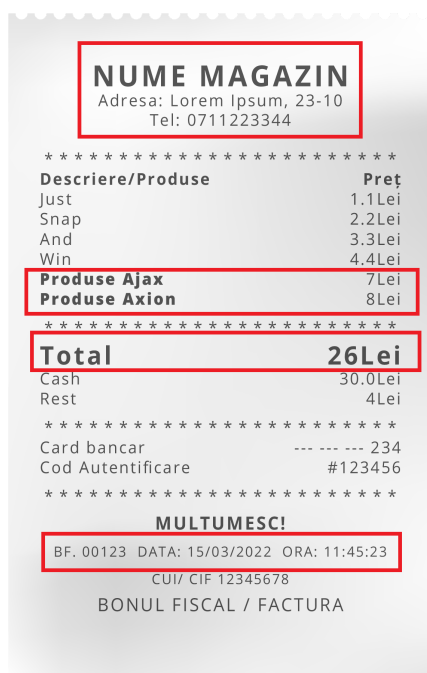 NUME MAGAZIN
Adresa: Lorem Ipsum, 23-10
Tel: 0711223344
* * * * * * * * * * * * * * * * * * * * * * * *
Descriere/Produse Preț
Just 1.1Lei
Snap 2.2Lei
And 3.3Lei
Win 4.4Lei
Produse Ajax 7Lei
Produse Axion 8Lei
* * * * * * * * * * * * * * * * * * * * * * * *
Total 26Lei
Cash 30.0Lei
Rest 4Lei
* * * * * * * * * * * * * * * * * * * * * * * *
Card bancar --- --- --- 234
Cod Autentificare #123456
* * * * * * * * * * * * * * * * * * * * * * * *
MULTUMESC!
BF. 00123 DATA: 15/03/2022 ORA: 11:45:23
CUI/ CIF 12345678
BONUL FISCAL / FACTURA